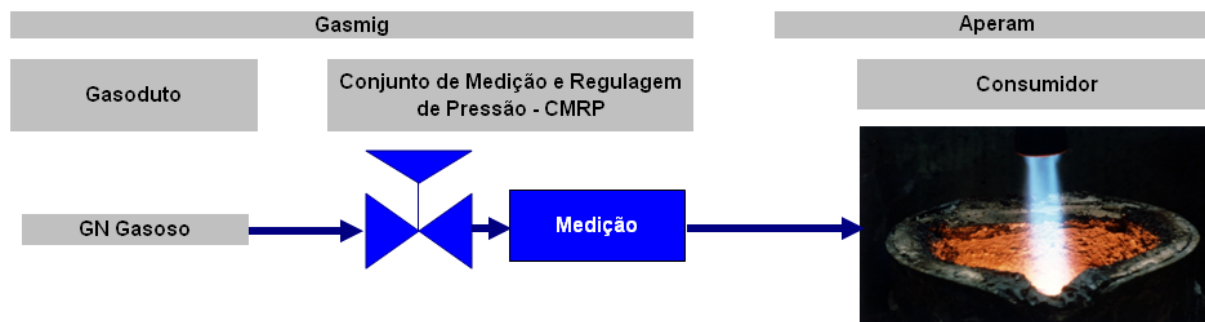 Gasmig
Aperam
Gasoduto
Conjunto de Medição e Regulagem
de Pressão - CMRP
Consumidor
GN Gasoso
Medição